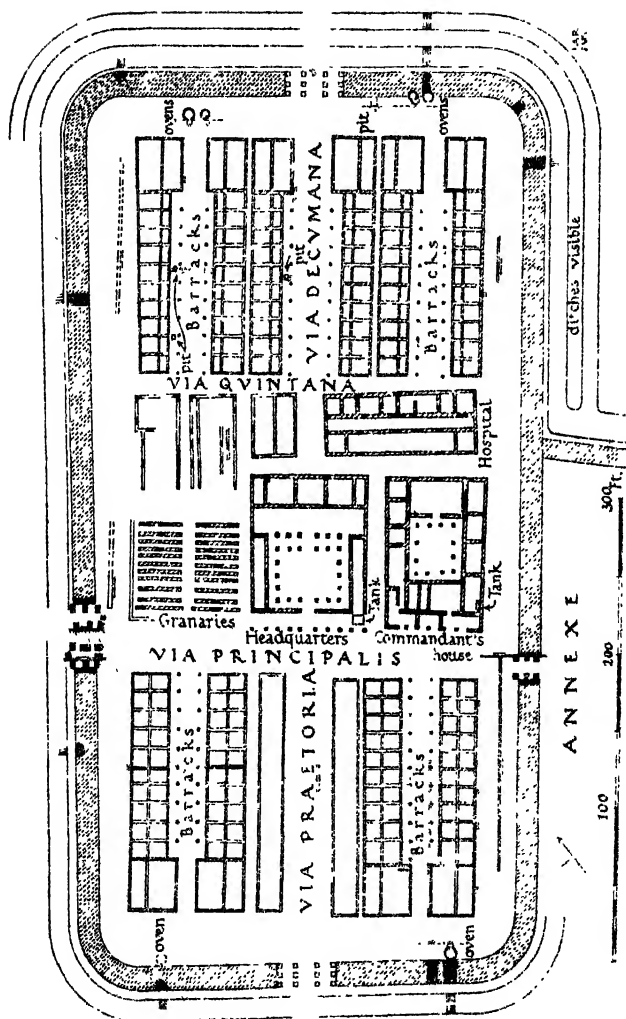 ovens
pit
ovens
Barracks
pit
pit
VIA DECVMANA
Barracks
ditches visible
VIA QVINTANA
Hospital
Granaries
Headquarters
Tank
Commandant's
house
Tank
VIA PRINCIPALIS
ANNEXE
300 Ft.
200
100
Barracks
VIA PRAETORIA
Barracks
oven
oven